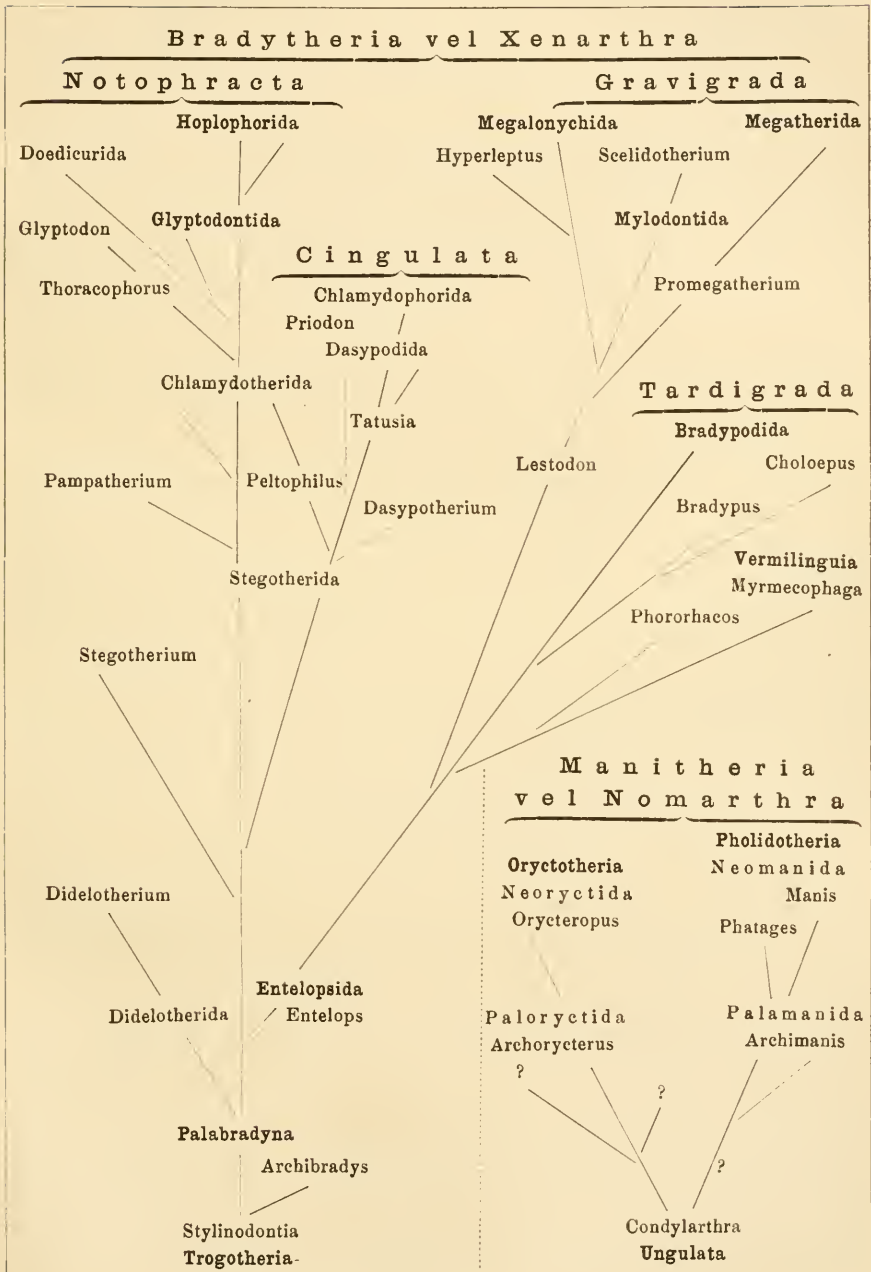 Bradytheria vel Xenarthra
Notophracta
Gravigrada
Hoplophorida
Megalonychida
Megatherida
Doedicurida
Hyperleptus
Scelidotherium
Glyptodon
Glyptodontida
Mylodontida
Cingulata
Thoracophorus
Chlamydophorida
Promegatherium
Priodon
Dasypodida
Chlamydotherida
Tardigrada
Tatusia
Bradypodida
Lestodon
Choloepus
Pampatherium
Peltophilus
Dasypotherium
Bradypus
Vermilinguia
Stegotherida
Myrmecophaga
Phororhacos
Stegotherium
Manitheria
vel Nomarthra
Pholidotheria
Oryctotheria
Neomanida
Didelotherium
Neoryctida
Manis
Orycteropus
Phatages
Entelopsida
Didelotherida
Entelops
Paloryctida
Palamanida
Archorycterus
Archimanis
?
?
Palabradyna
Archibradys
?
Stylinodontia
Condylarthra
Trogotheria-
Ungulata